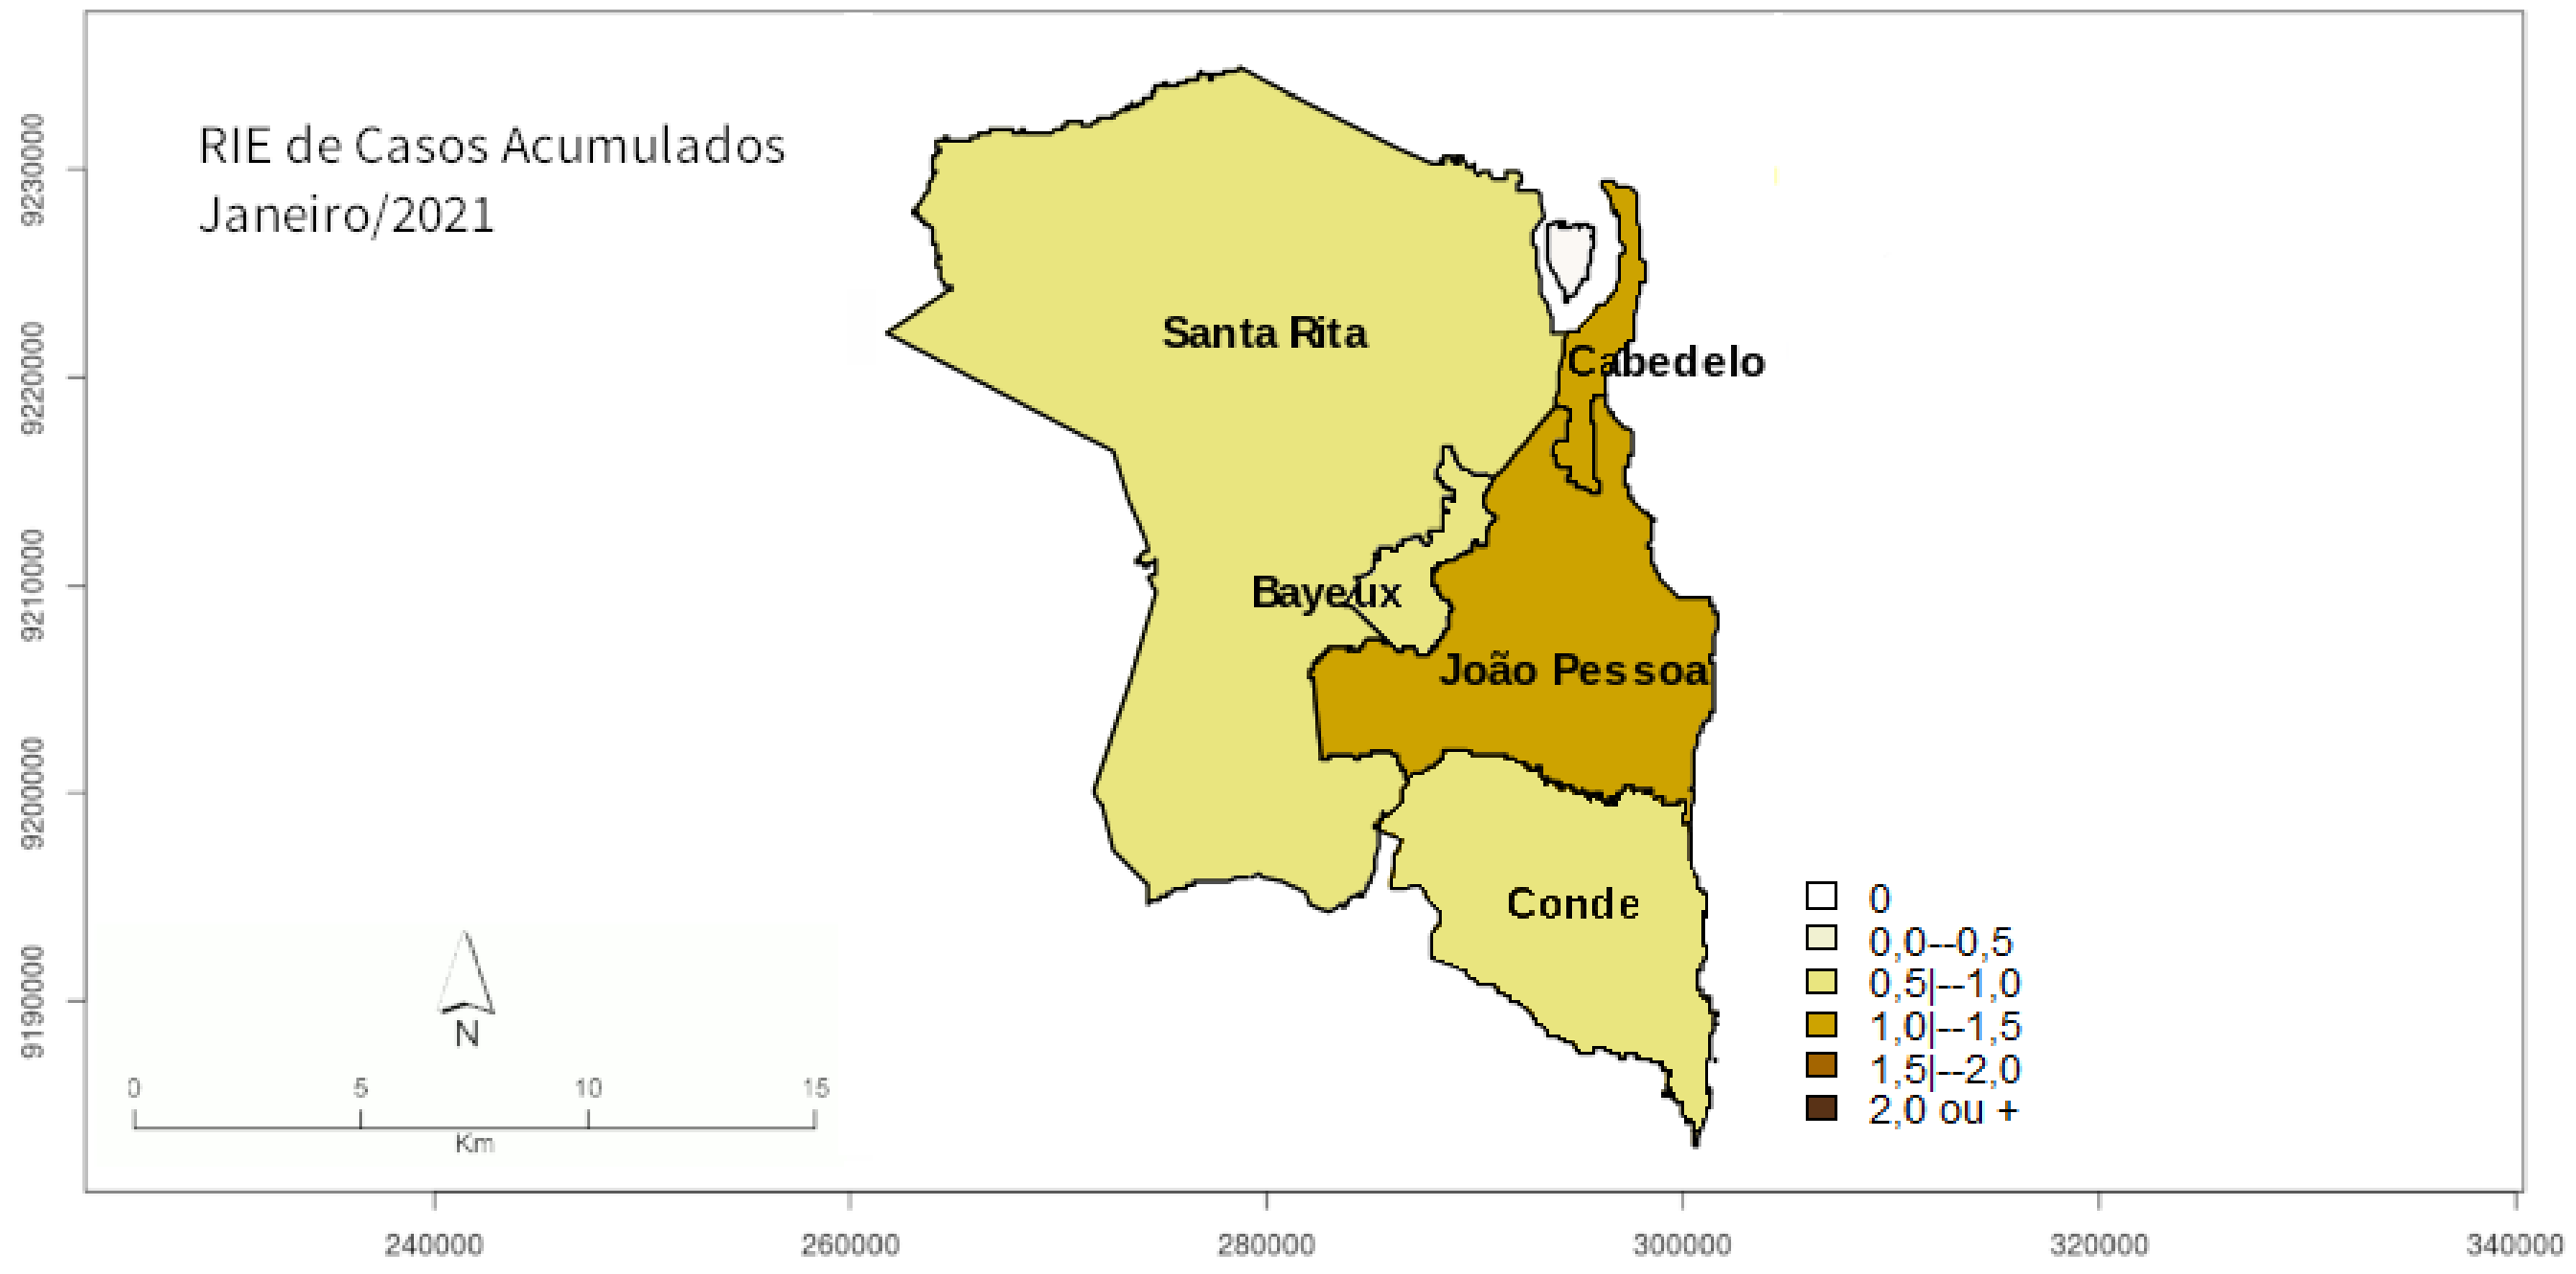 RIE de Casos Acumulados
Janeiro/2021
9230000
9220000
9210000
9200000
9190000
Santa Rita
Cabedelo
Bayeux
João Pessoa
Conde
0
0,0--0,5
0,5|--1,0
1,0|--1,5
1,5|--2,0
2,0 ou +
N
0 5 10 15
Km
240000 260000 280000 300000 320000 340000